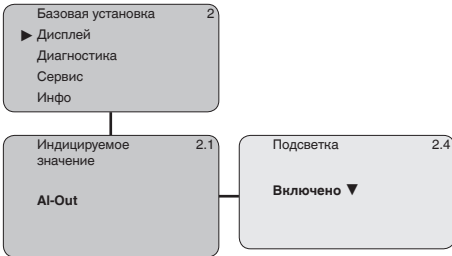 Базовая установка 2
▶ Дисплей
Диагностика
Сервис
Инфо
Индицируемое 2.1
значение
AI-Out
Подсветка 2.4
Включено ▼